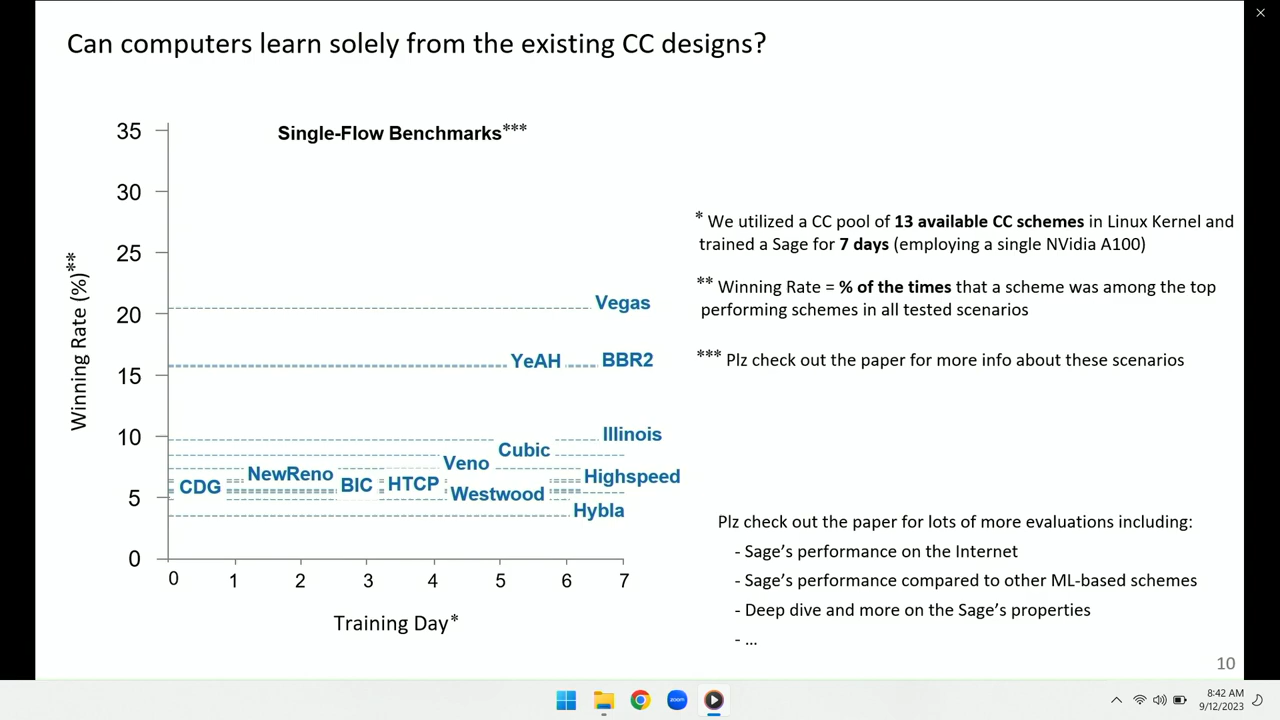 Can computers learn solely from the existing CC designs?
Single-Flow Benchmarks***
Winning Rate (%)**
35
30
25
20
15
10
5
0
Vegas
YeAH
BBR2
Illinois
Cubic
Veno
NewReno
Highspeed
CDG
BIC
HTCP
Westwood
Hybla
0 1 2 3 4 5 6 7
Training Day*
* We utilized a CC pool of 13 available CC schemes in Linux Kernel and
trained a Sage for 7 days (employing a single NVidia A100)
** Winning Rate = % of the times that a scheme was among the top
performing schemes in all tested scenarios
*** Plz check out the paper for more info about these scenarios
Plz check out the paper for lots of more evaluations including:
- Sage’s performance on the Internet
- Sage’s performance compared to other ML-based schemes
- Deep dive and more on the Sage’s properties
- ...
10
zoom
8:42 AM
9/12/2023